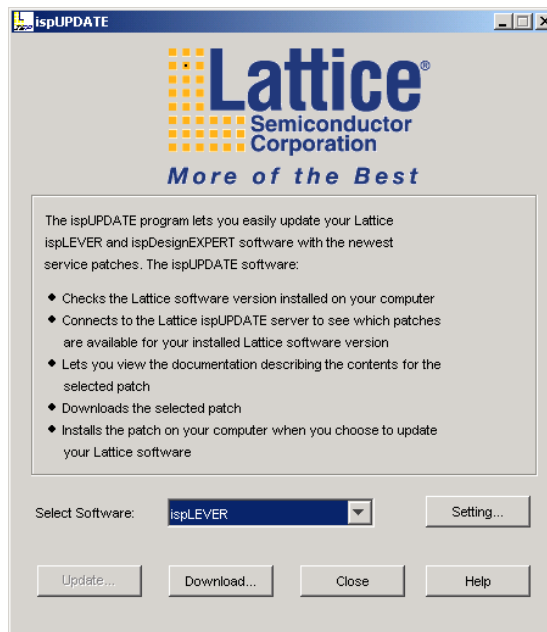 ispUPDATE
Lattice®
Semiconductor
Corporation
More of the Best
The ispUPDATE program lets you easily update your Lattice
ispLEVER and ispDesignEXPERT software with the newest
service patches. The ispUPDATE software:
◆ Checks the Lattice software version installed on your computer
◆ Connects to the Lattice ispUPDATE server to see which patches
are available for your installed Lattice software version
◆ Lets you view the documentation describing the contents for the
selected patch
◆ Downloads the selected patch
◆ Installs the patch on your computer when you choose to update
your Lattice software
Select Software: ispLEVER Setting...
Update... Download... Close Help